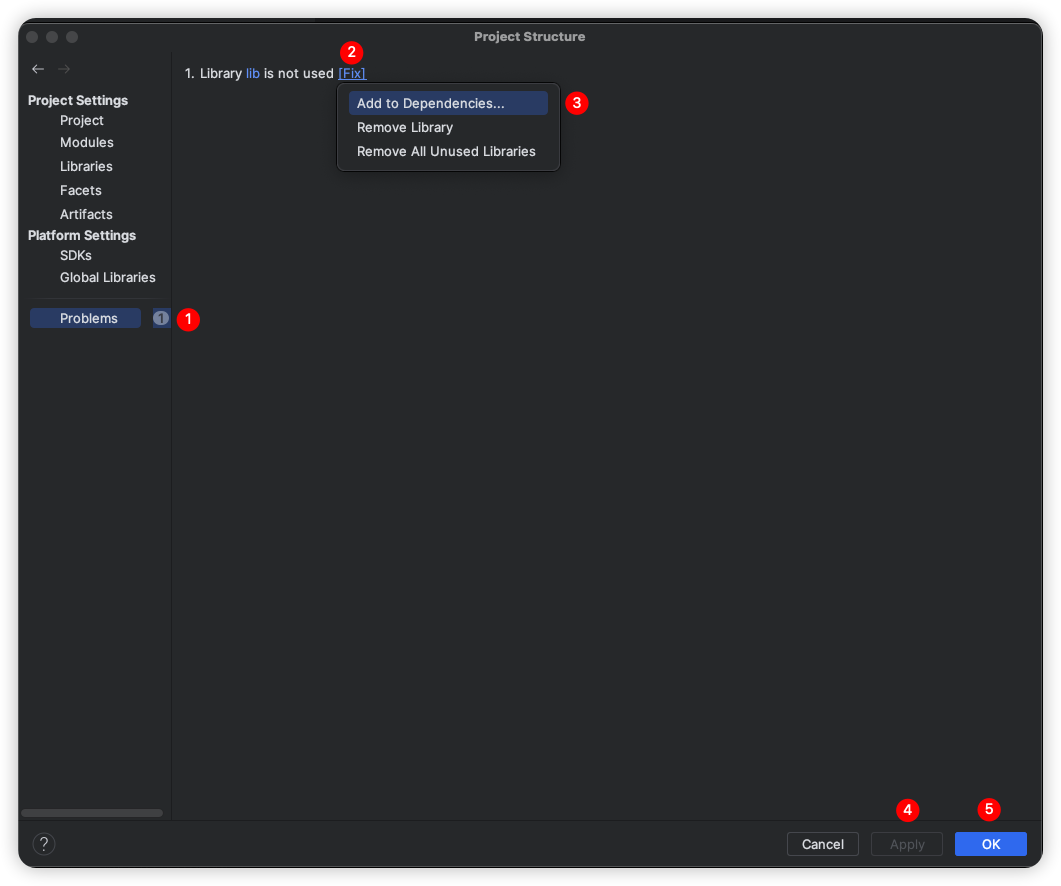 Project Structure
2
1. Library lib is not used [Fix]
Project Settings
Add to Dependencies...
3
Project
Remove Library
Modules
Remove All Unused Libraries
Libraries
Facets
Artifacts
Platform Settings
SDKs
Global Libraries
Problems 1 1
4
5
?
Cancel
Apply
OK